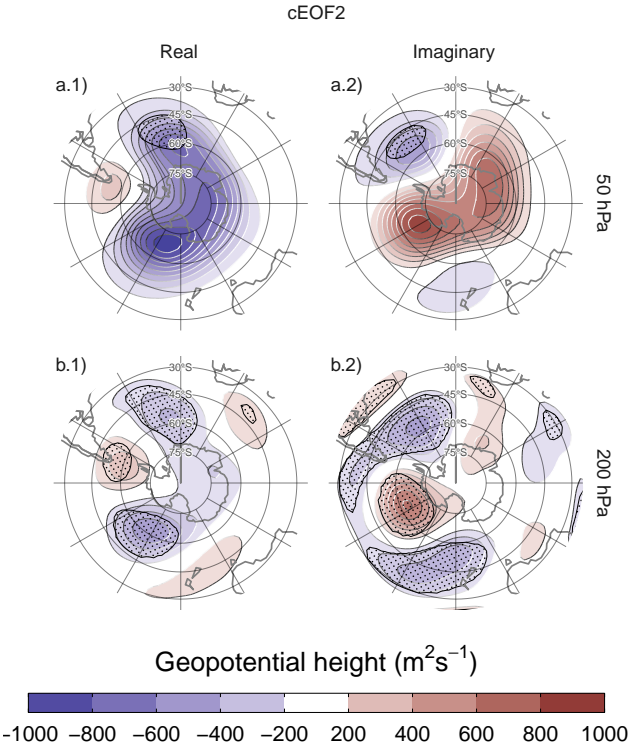 cEOF2
Real Imaginary
a.1) a.2)
30°S 30°S
45°S 45°S
60°S 60°S
75°S 75°S
50 hPa
b.1) b.2)
30°S 30°S
45°S 45°S
60°S 60°S
75°S 75°S
200 hPa
Geopotential height (m²s⁻¹)
−1000 −800 −600 −400 −200 200 400 600 800 1000